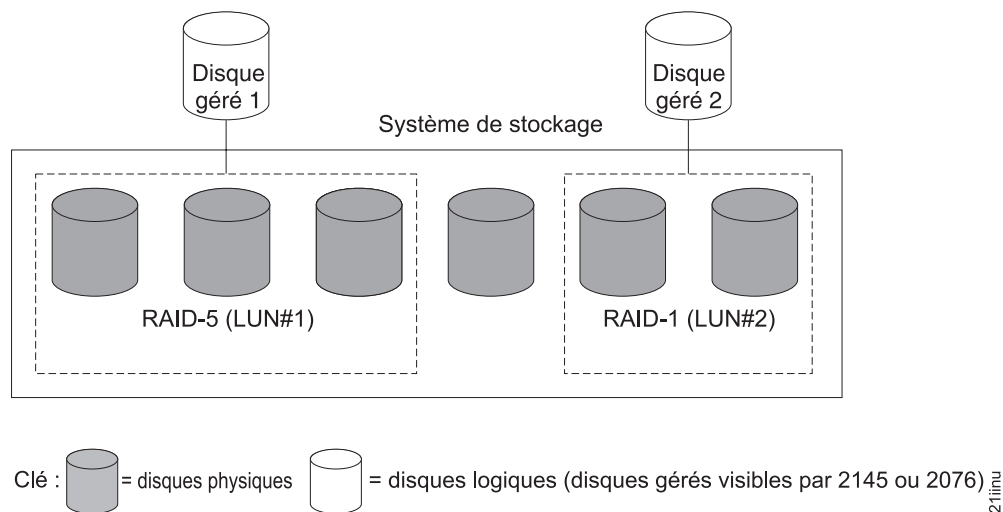 Disque
géré 1
Disque
géré 2
Système de stockage
RAID-5 (LUN#1)
RAID-1 (LUN#2)
Clé : = disques physiques = disques logiques (disques gérés visibles par 2145 ou 2076)
21iinu